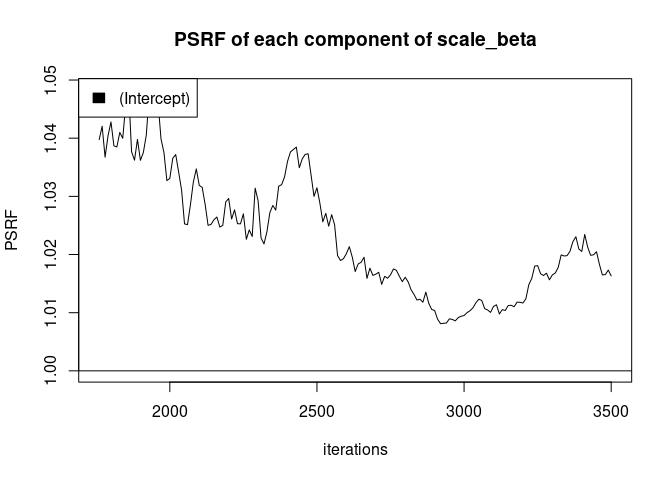 PSRF of each component of scale_beta
(Intercept)
PSRF
1.05
1.04
1.03
1.02
1.01
1.00
2000 2500 3000 3500
iterations